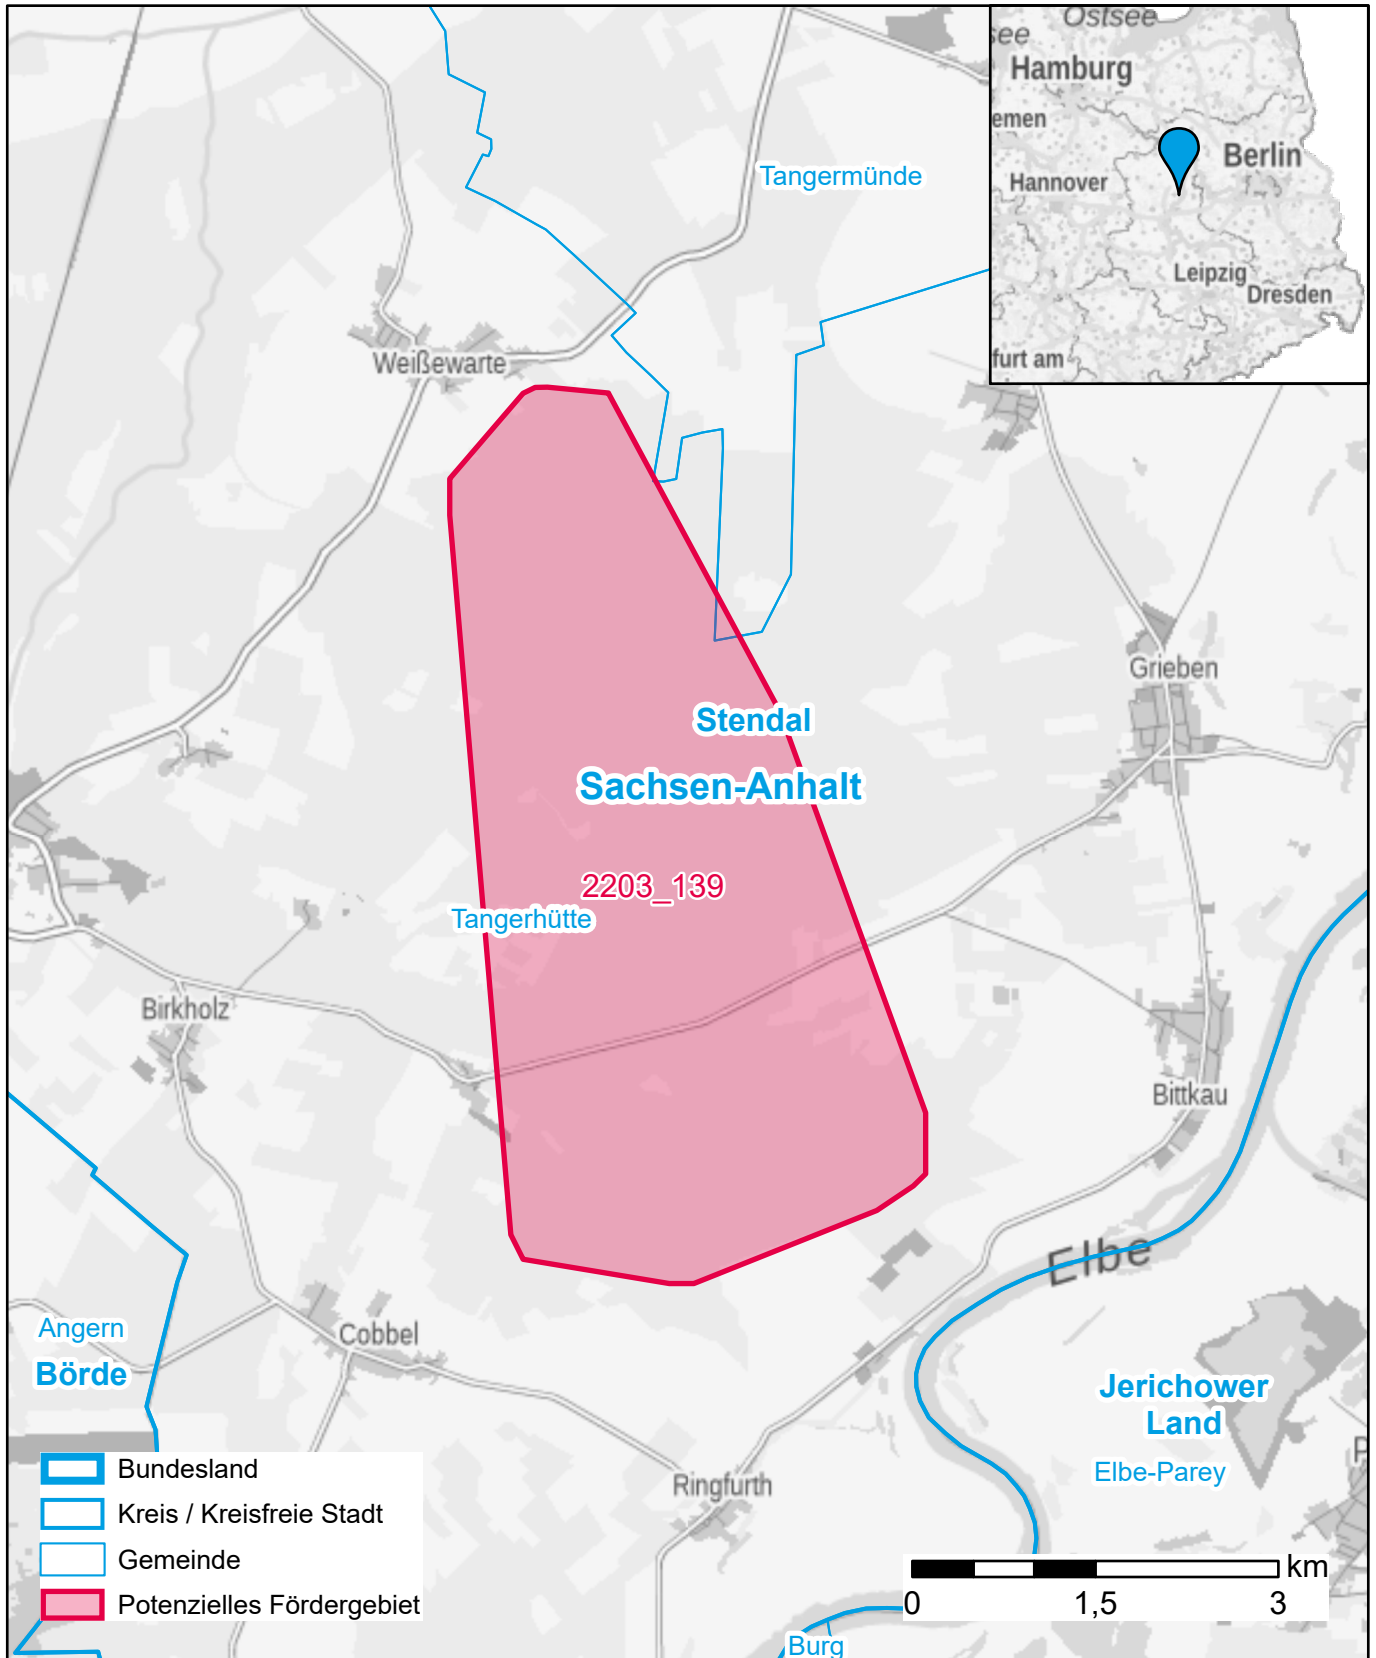 Ostsee
see
Hamburg
emen
Berlin
Hannover
Leipzig
Dresden
furt am
Tangermünde
Weißewarte
Grieben
Stendal
Sachsen-Anhalt
2203_139
Tangerhütte
Birkholz
Bittkau
Elbe
Angern
Börde
Cobbel
Jerichower
Land
Elbe-Parey
P
Ringfurth
Burg
Bundesland
Kreis / Kreisfreie Stadt
Gemeinde
Potenzielles Fördergebiet
km
0 1,5 3